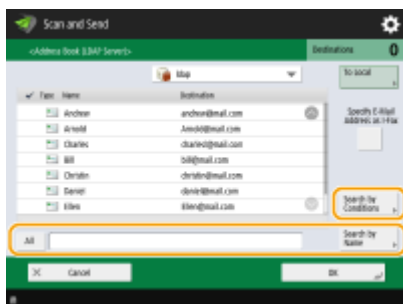 Scan and Send
<Address Book (LDAP Server)>
Destinations 0
ldap
To Local
Type Name Destination
Andrew andrew@mail.com
Arnold Arnold@mail.com
Charles charles@mail.com
Bill bill@mail.com
Christin christin@mail.com
Daniel daniel@mail.com
Ellen Ellen@mail.com
Specify E-Mail
Address as I-Fax
Search by
Conditions
All
Search by
Name
Cancel
OK